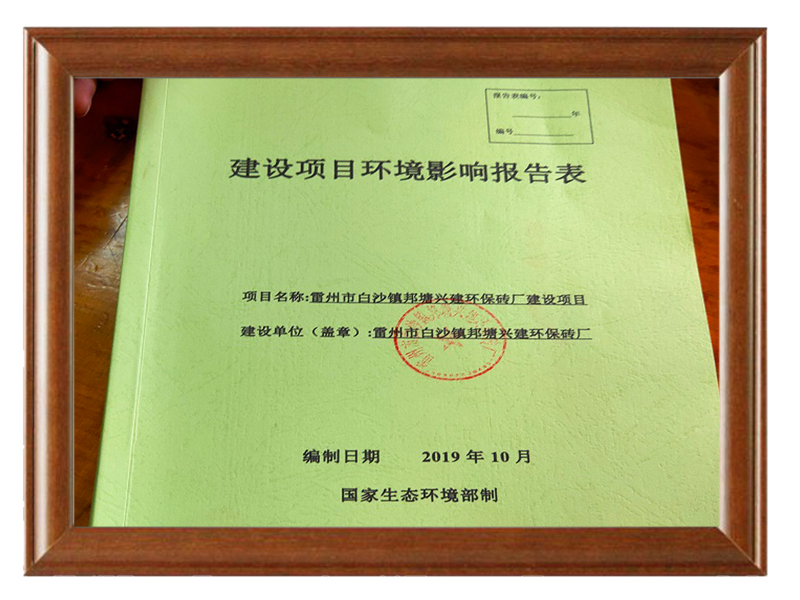 报告表编号:
年
编号
建设项目环境影响报告表
项目名称:雷州市白沙镇邦塘兴建环保砖厂建设项目
建设单位(盖章):雷州市白沙镇邦塘兴建环保砖厂
编制日期 2019 年 10 月
国家生态环境部制